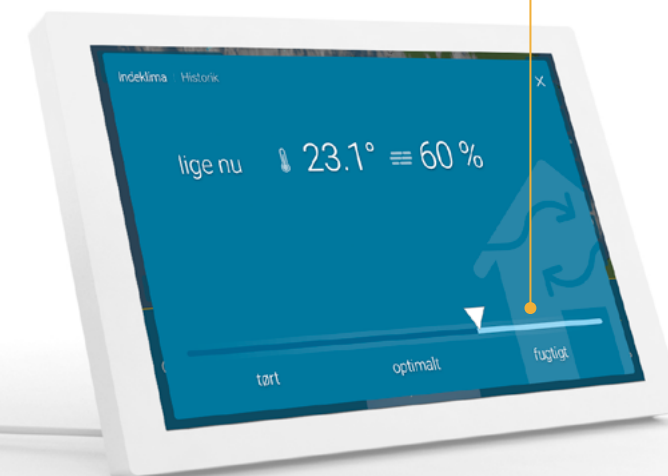 Indeklima Historik X
lige nu 23.1° 60 %
tørt optimalt fugtigt